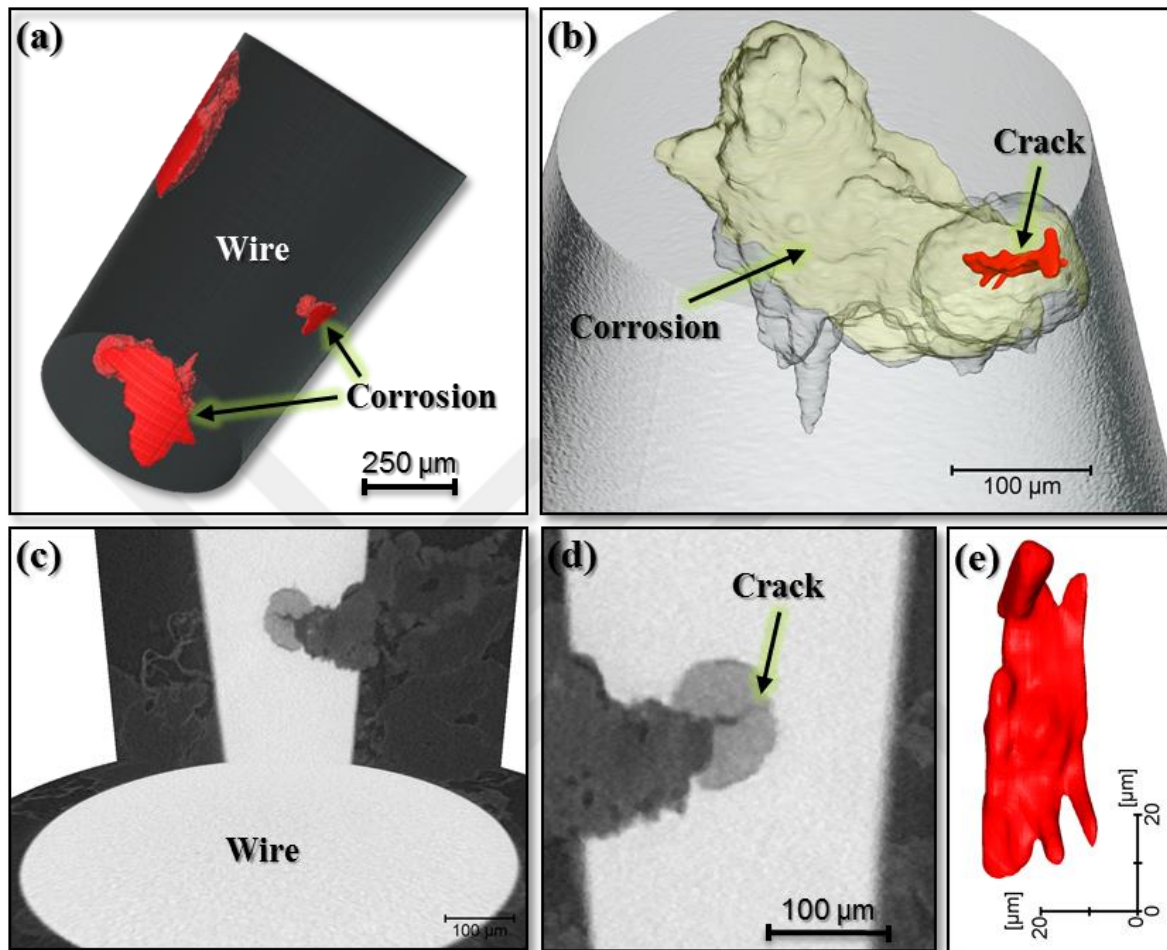 (a)
Wire
Corrosion
250 μm
(b)
Crack
Corrosion
100 μm
(c)
Wire
100 μm
(d)
Crack
100 μm
(e)
[μm]
20
0
[μm]
20
0